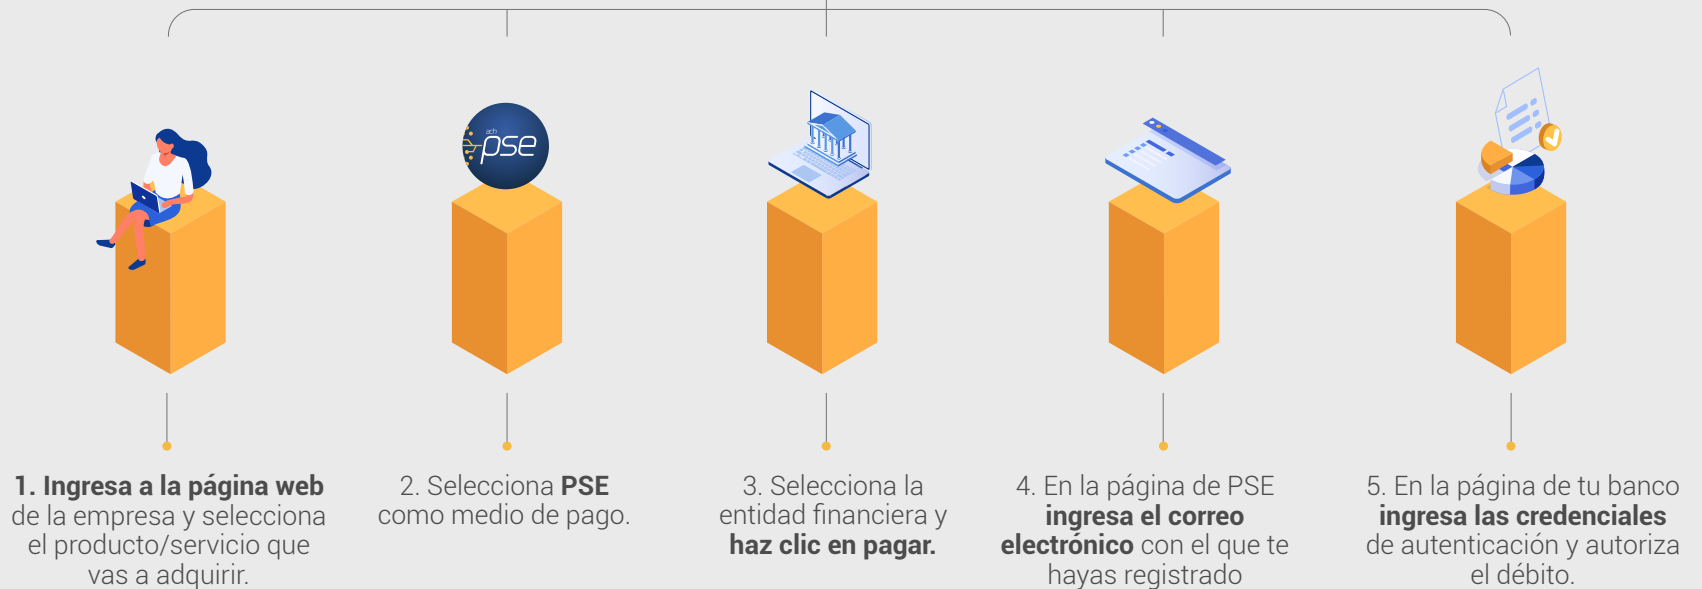 ach
pse
1. Ingresa a la página web
de la empresa y selecciona
el producto/servicio que
vas a adquirir.
2. Selecciona PSE
como medio de pago.
3. Selecciona la
entidad financiera y
haz clic en pagar.
4. En la página de PSE
ingresa el correo
electrónico con el que te
hayas registrado
5. En la página de tu banco
ingresa las credenciales
de autenticación y autoriza
el débito.